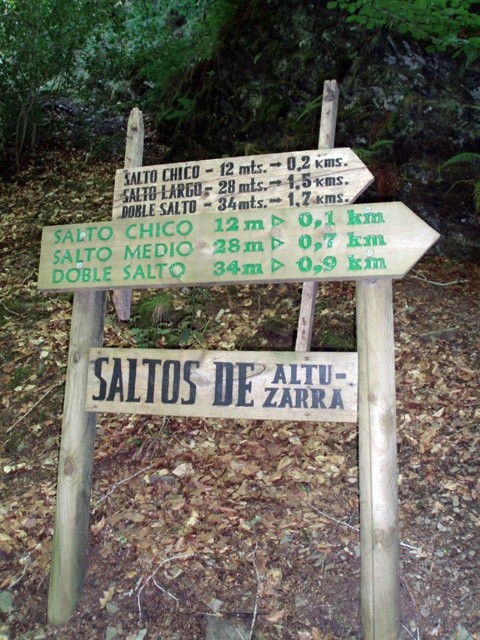 SALTO CHICO - 12 mts. → 0,2 kms.
SALTO LARGO - 28 mts. → 1,5 kms.
DOBLE SALTO - 34 mts. → 1,7 kms.
SALTO CHICO 12 m ▷ 0,1 km
SALTO MEDIO 28 m ▷ 0,7 km
DOBLE SALTO 34 m ▷ 0,9 km
SALTOS DE ALTU-
ZARRA